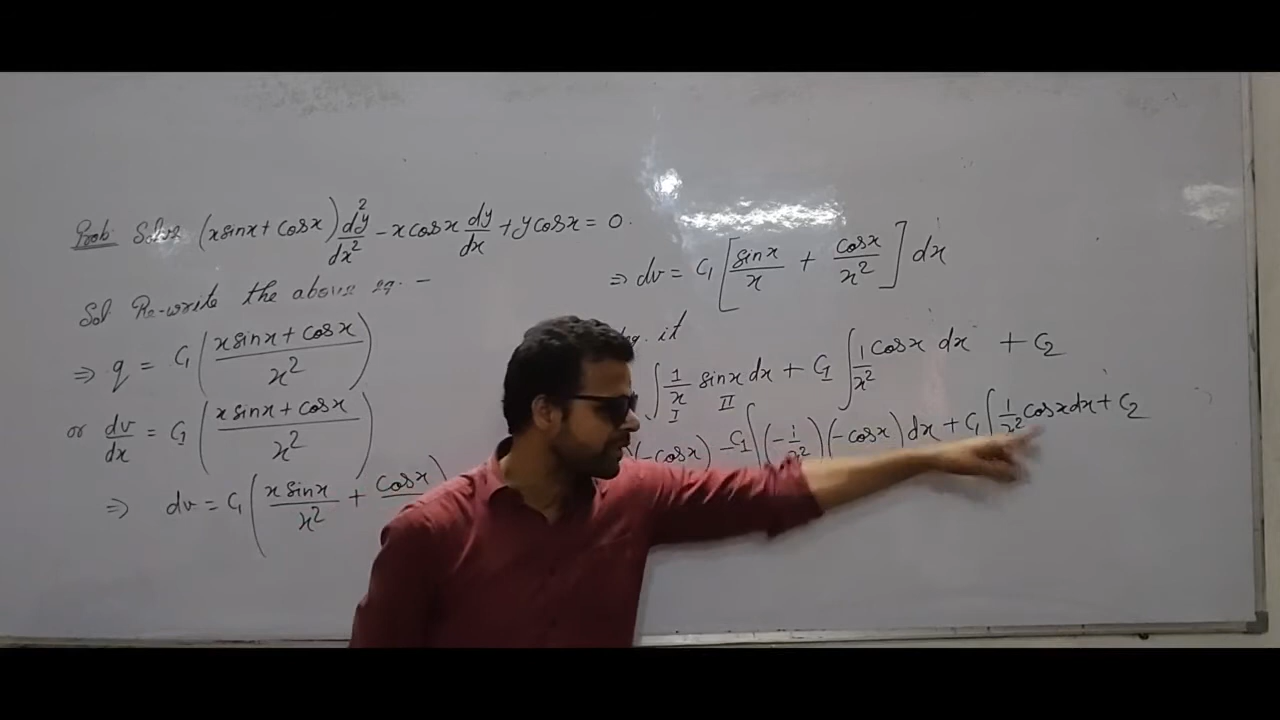 Prob Solve (x sinx + cosx) d²y/dx² - x cosx dy/dx + y cosx = 0.
Sol Re-write the above eq. -
⇒ q = C₁ ( (x sinx + cosx) / x² )
or dv/dx = C₁ ( (x sinx + cosx) / x² )
⇒ dv = C₁ ( x sinx / x² + cosx
⇒ dv = C₁ [ sinx / x + cosx / x² ] dx
it
∫ 1/x sinx dx + C₁ ∫ 1/x² cosx dx + C₂
I II
(-cosx) - C₁ ∫ (-1/x²) (-cosx) dx + C₁ ∫ 1/x² cosx dx + C₂